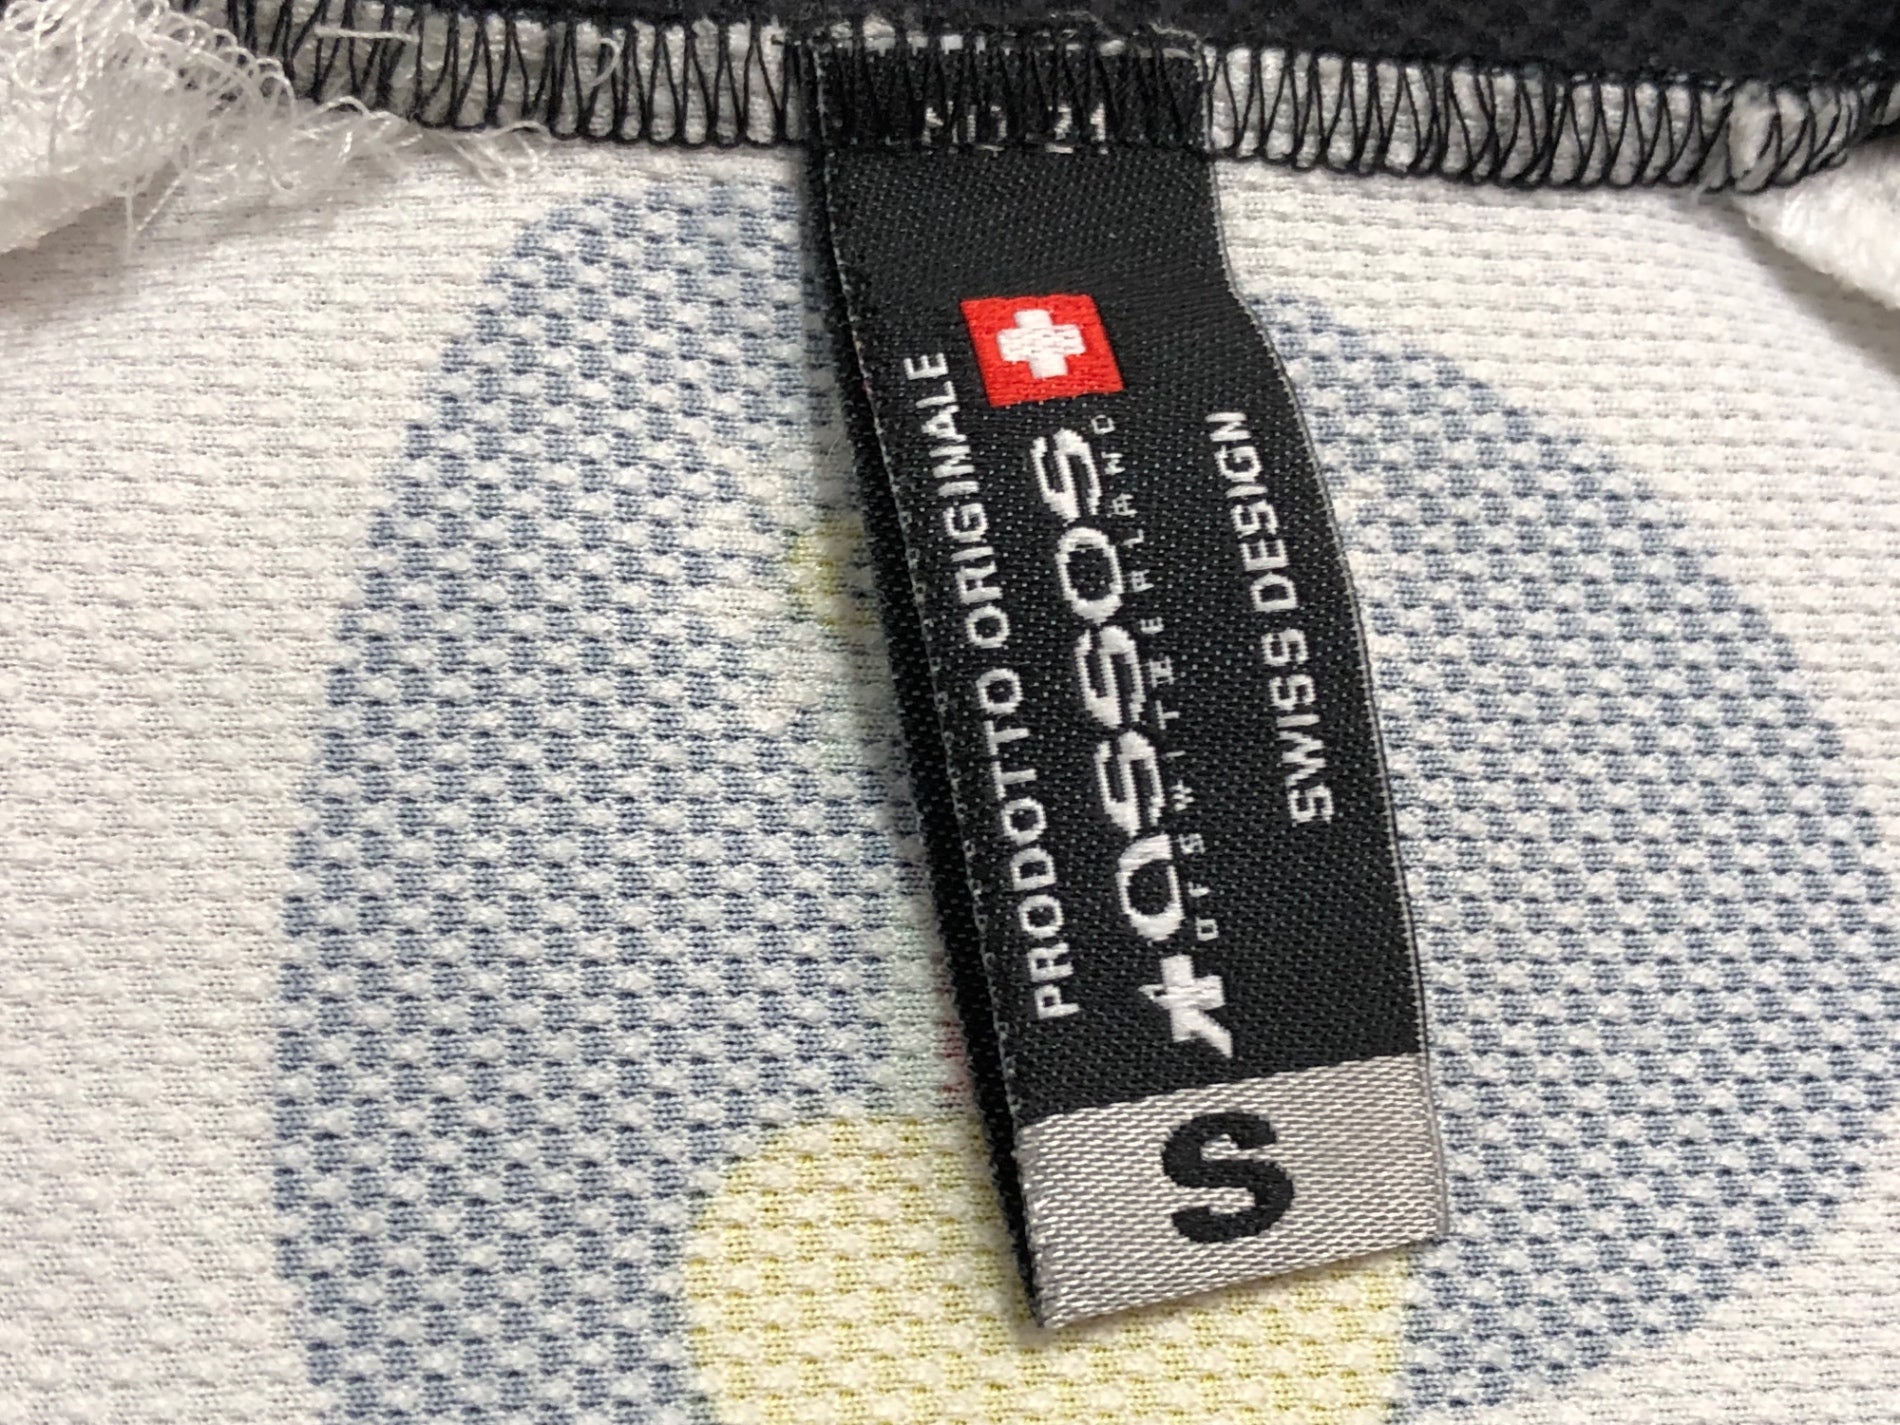 PRODOTTO ORIGINALE
assos
OF SWITZERLAND
SWISS DESIGN
S